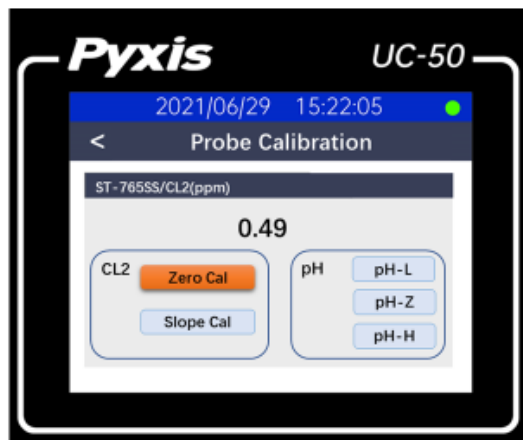 Pyxis UC-50
2021/06/29 15:22:05
< Probe Calibration
ST-765SS/CL2(ppm)
0.49
CL2
Zero Cal
Slope Cal
pH
pH-L
pH-Z
pH-H